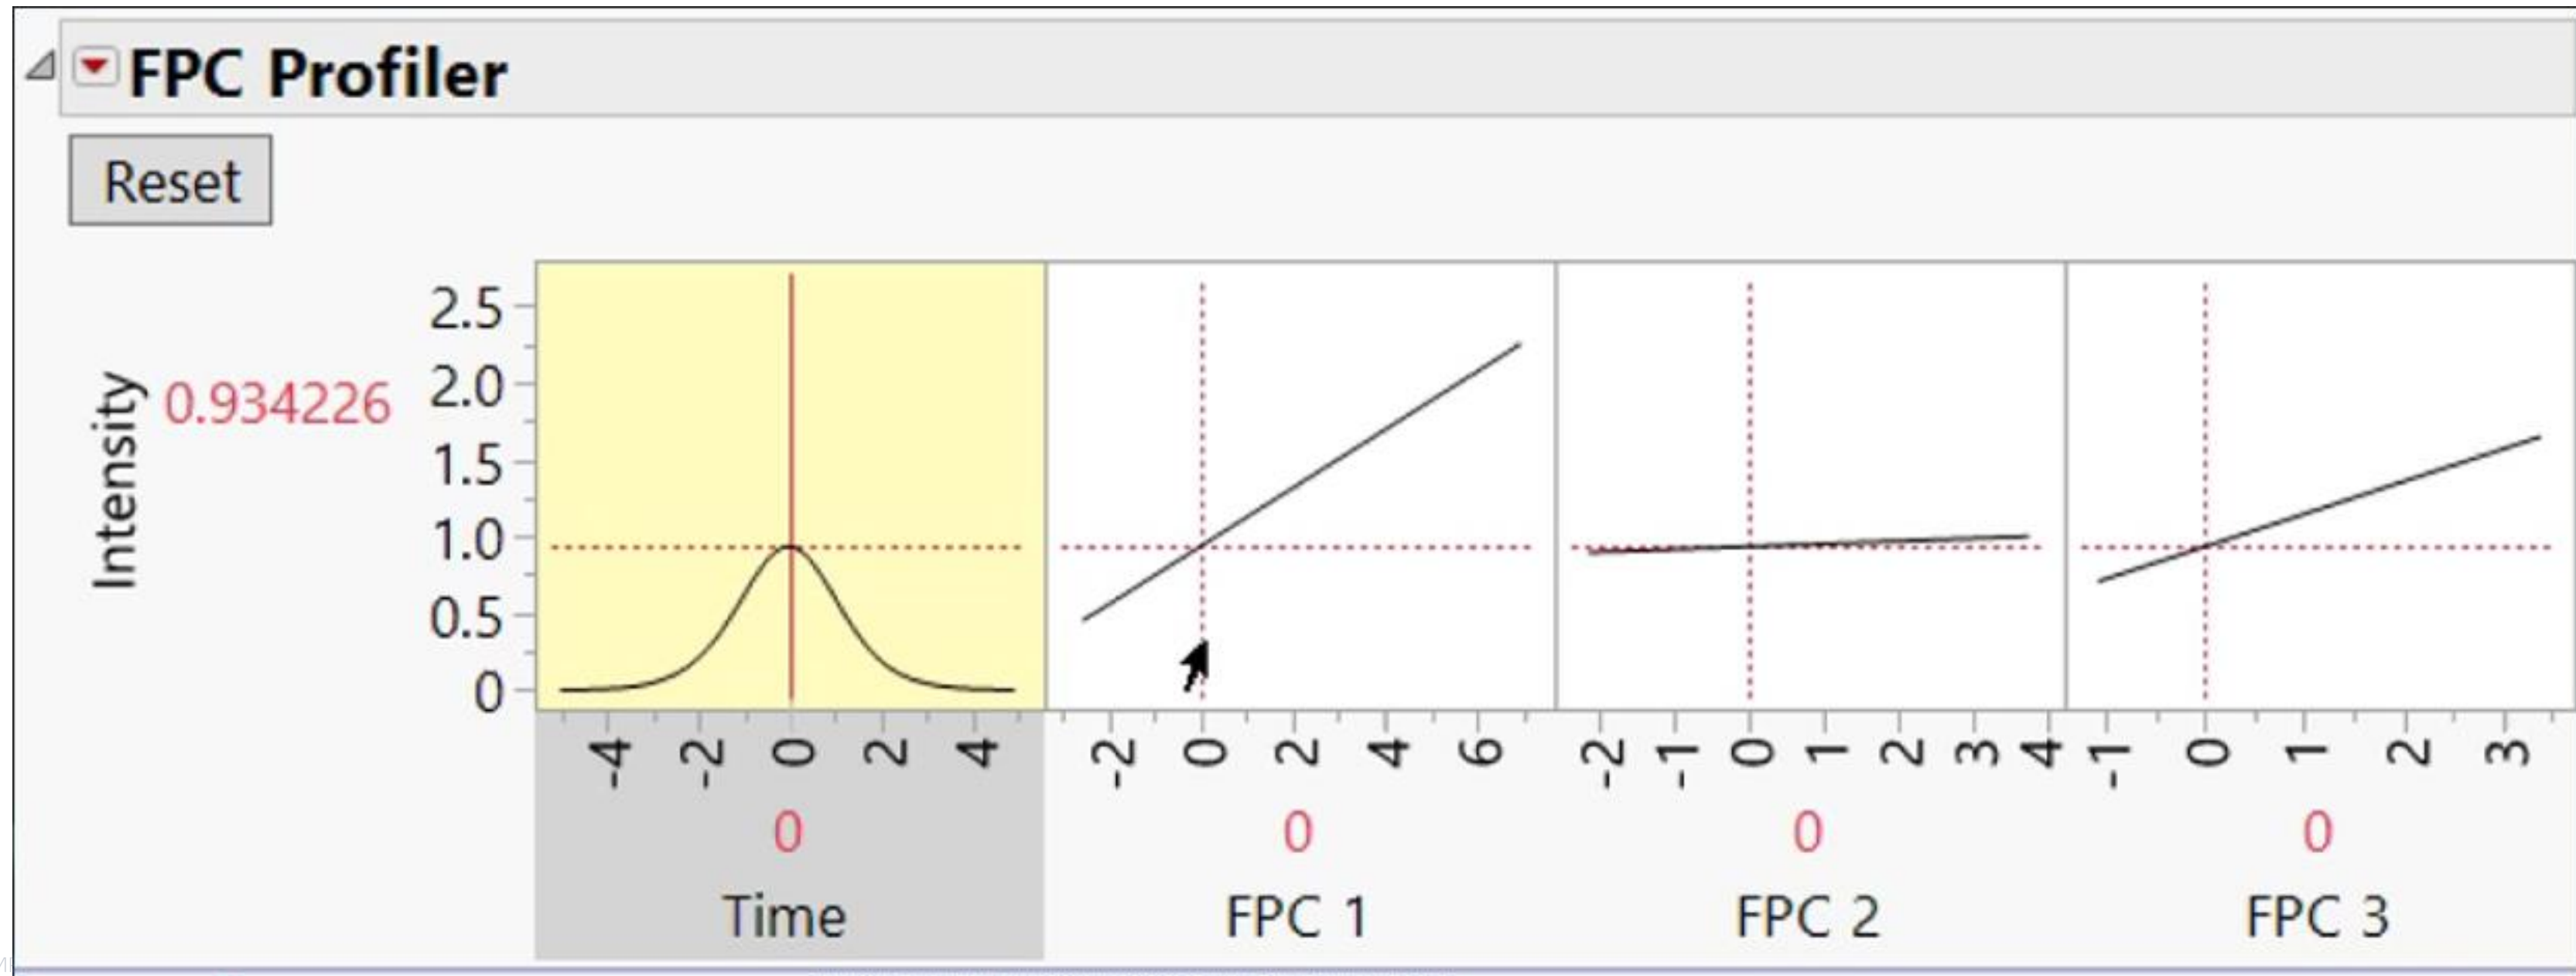 FPC Profiler
Reset
Intensity
0.934226
2.5
2.0
1.5
1.0
0.5
0
-4 -2 0 2 4
-2 0 2 4 6
-2 -1 0 1 2 3 4
-1 0 1 2 3
0 0 0 0
Time FPC 1 FPC 2 FPC 3